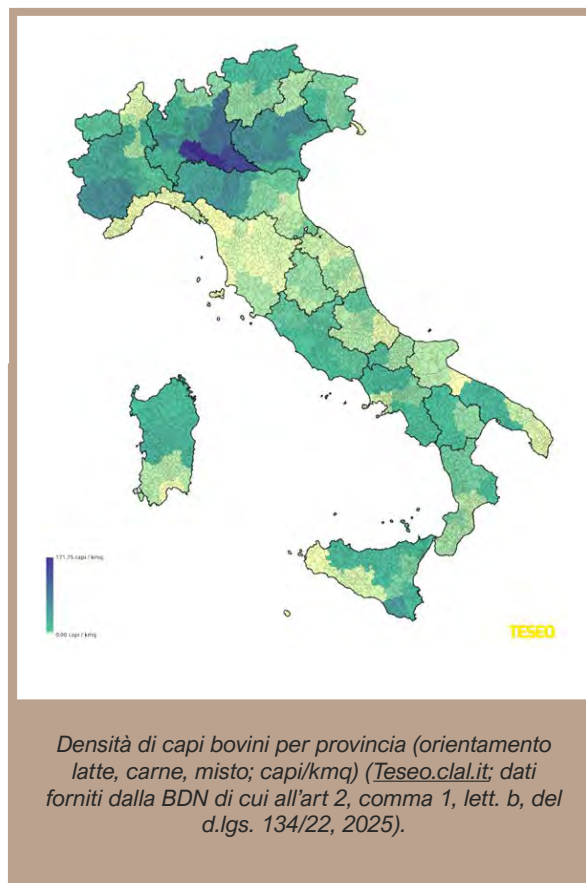 171.75 capi / kmq
0.00 capi / kmq
TESEO
Densità di capi bovini per provincia (orientamento
latte, carne, misto; capi/kmq) (Teseo.clal.it; dati
forniti dalla BDN di cui all'art 2, comma 1, lett. b, del
d.lgs. 134/22, 2025).